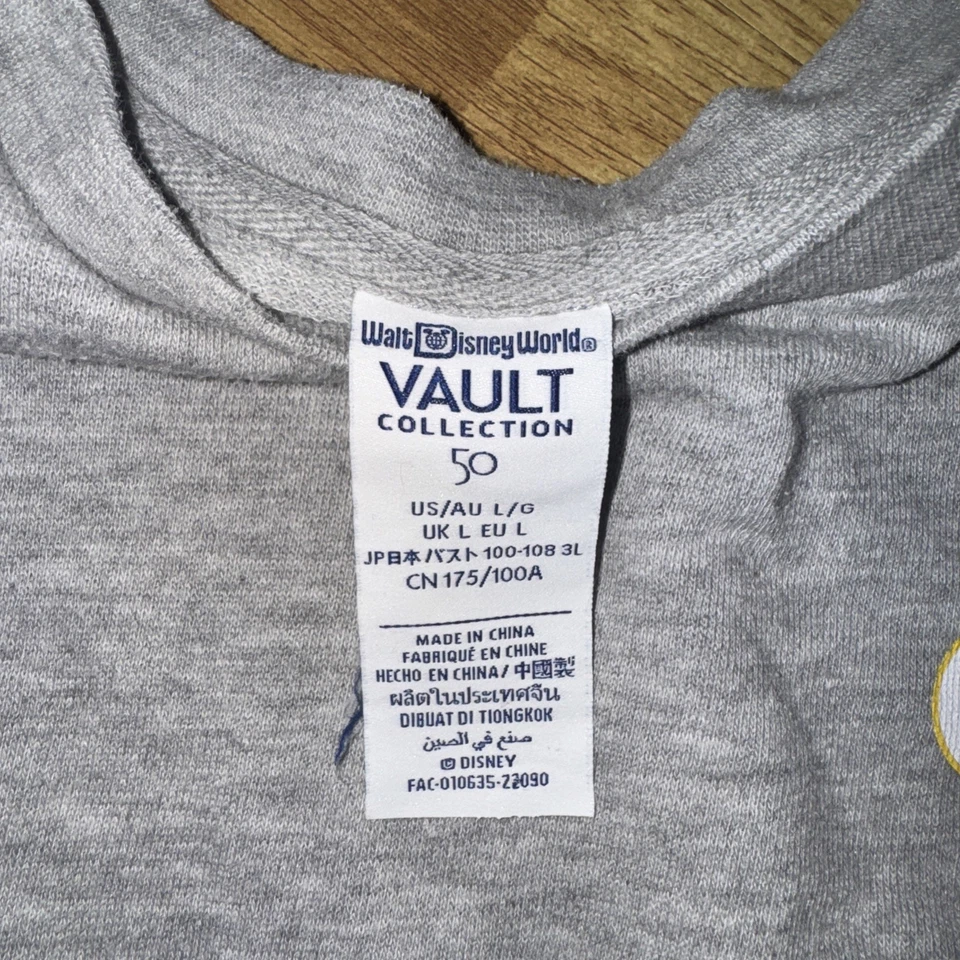 Walt Disney World®
VAULT
COLLECTION
50
US/AU L/G
UK L EU L
JP日本 バスト 100-108 3L
CN 175/100A
MADE IN CHINA
FABRIQUÉ EN CHINE
HECHO EN CHINA/ 中國製
ผลิตในประเทศจีน
DIBUAT DI TIONGKOK
صنع في الصين
© DISNEY
FAC-010635-22090